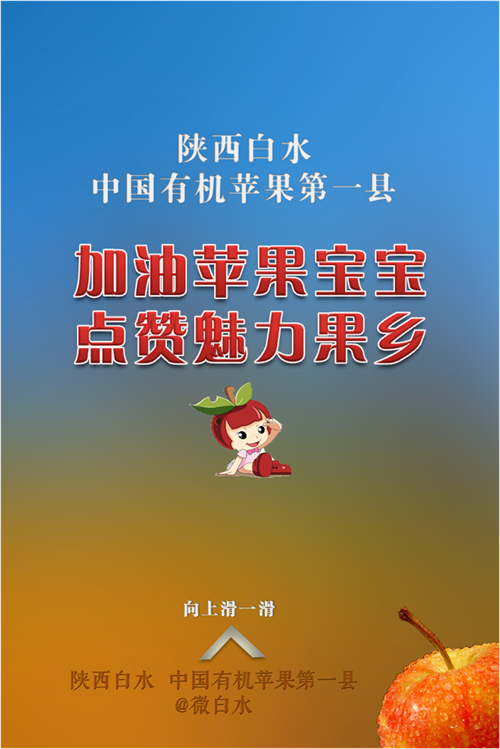 陕西白水
中国有机苹果第一县
加油苹果宝宝
点赞魅力果乡
向上滑一滑
陕西白水 中国有机苹果第一县
@微白水